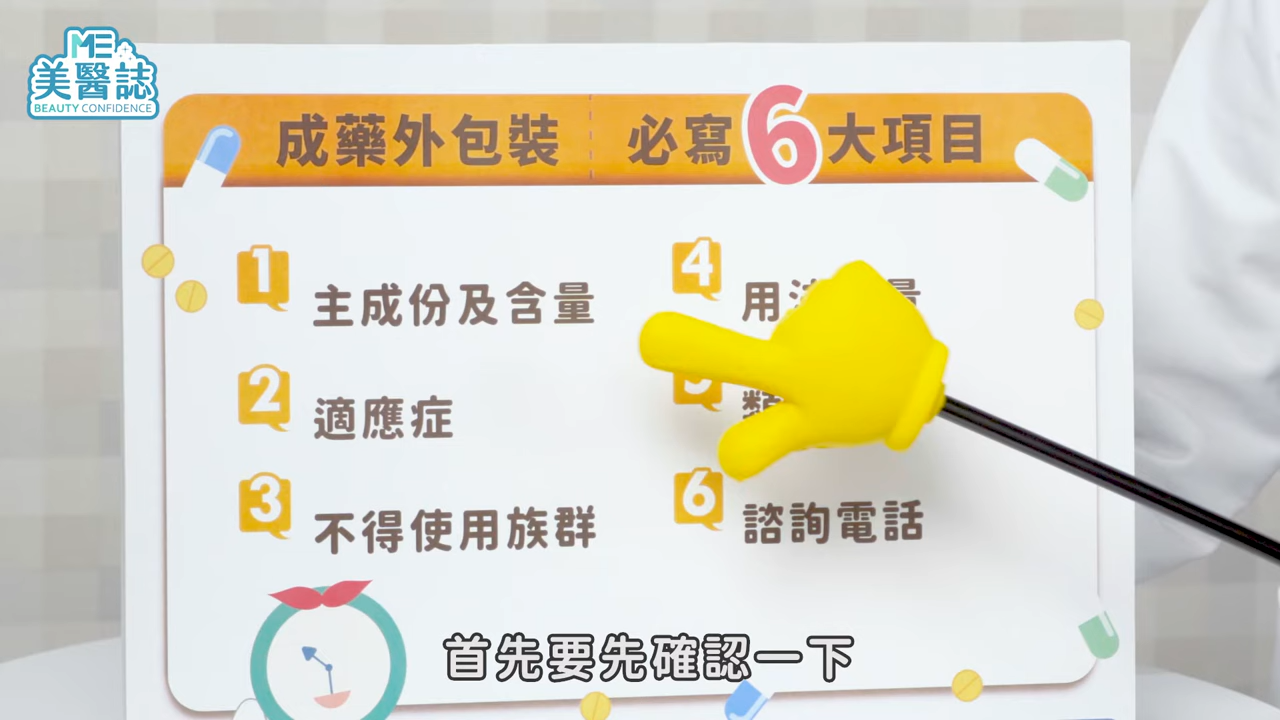 ME
美醫誌
BEAUTY CONFIDENCE
成藥外包裝 必寫6大項目
1 主成份及含量
2 適應症
3 不得使用族群
4 用量
5
6 諮詢電話
首先要先確認一下